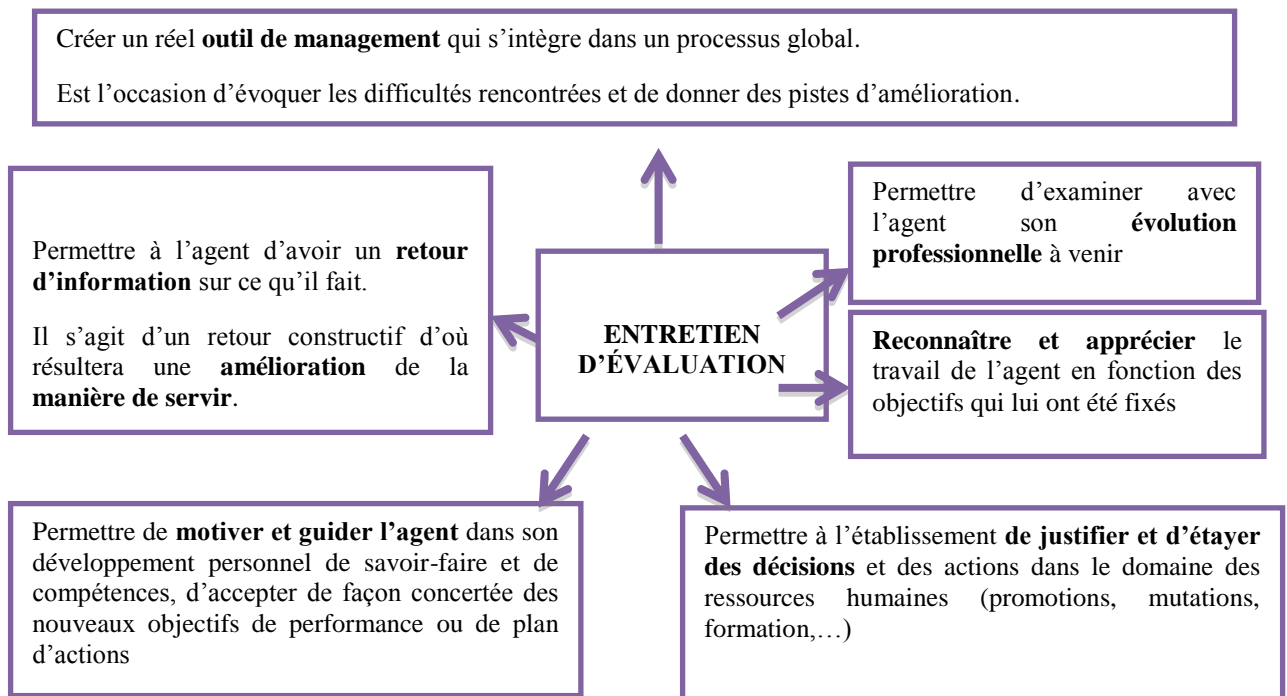 Créer un réel outil de management qui s’intègre dans un processus global.
Est l’occasion d’évoquer les difficultés rencontrées et de donner des pistes d’amélioration.
Permettre à l’agent d’avoir un retour
d’information sur ce qu’il fait.
Il s’agit d’un retour constructif d’où
résultera une amélioration de la
manière de servir.
ENTRETIEN
D’ÉVALUATION
Permettre d’examiner avec
l’agent son évolution
professionnelle à venir
Reconnaître et apprécier le
travail de l’agent en fonction des
objectifs qui lui ont été fixés
Permettre de motiver et guider l’agent dans son
développement personnel de savoir-faire et de
compétences, d’accepter de façon concertée des
nouveaux objectifs de performance ou de plan
d’actions
Permettre à l’établissement de justifier et d’étayer
des décisions et des actions dans le domaine des
ressources humaines (promotions, mutations,
formation,…)